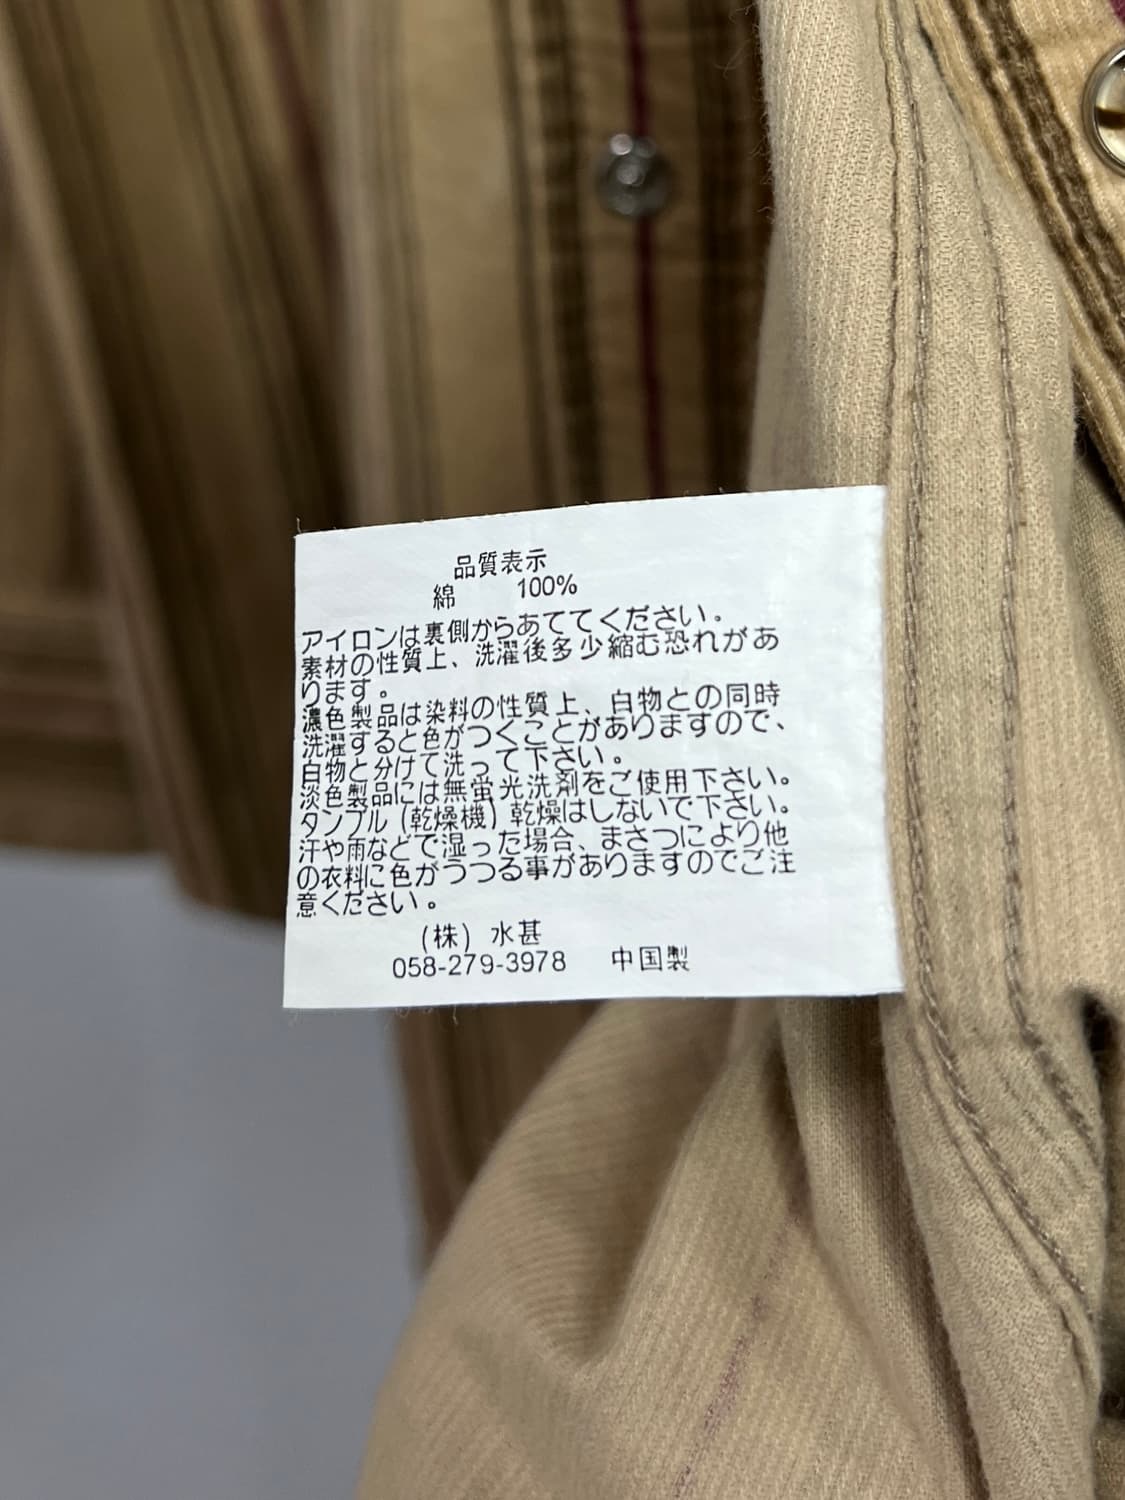 品質表示
綿 100%
アイロンは裏側からあててください。
素材の性質上、洗濯後多少縮む恐れがあ
ります。
濃色製品は染料の性質上、白物との同時
洗濯すると色がつくことがありますので、
白物と分けて洗って下さい。
淡色製品には無蛍光洗剤をご使用下さい。
タンブル(乾燥機)乾燥はしないで下さい。
汗や雨などで湿った場合、まさつにより他
の衣料に色がうつる事がありますのでご注
意ください。
(株) 水甚
058-279-3978 中国製